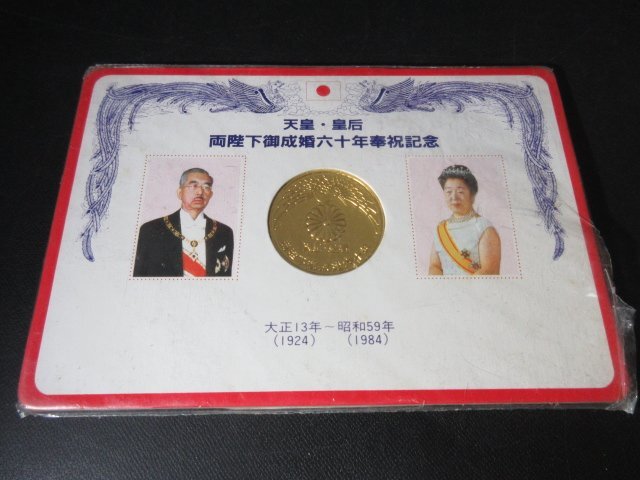 天皇・皇后
両陛下御成婚六十年奉祝記念
大正13年～昭和59年
(1924) (1984)